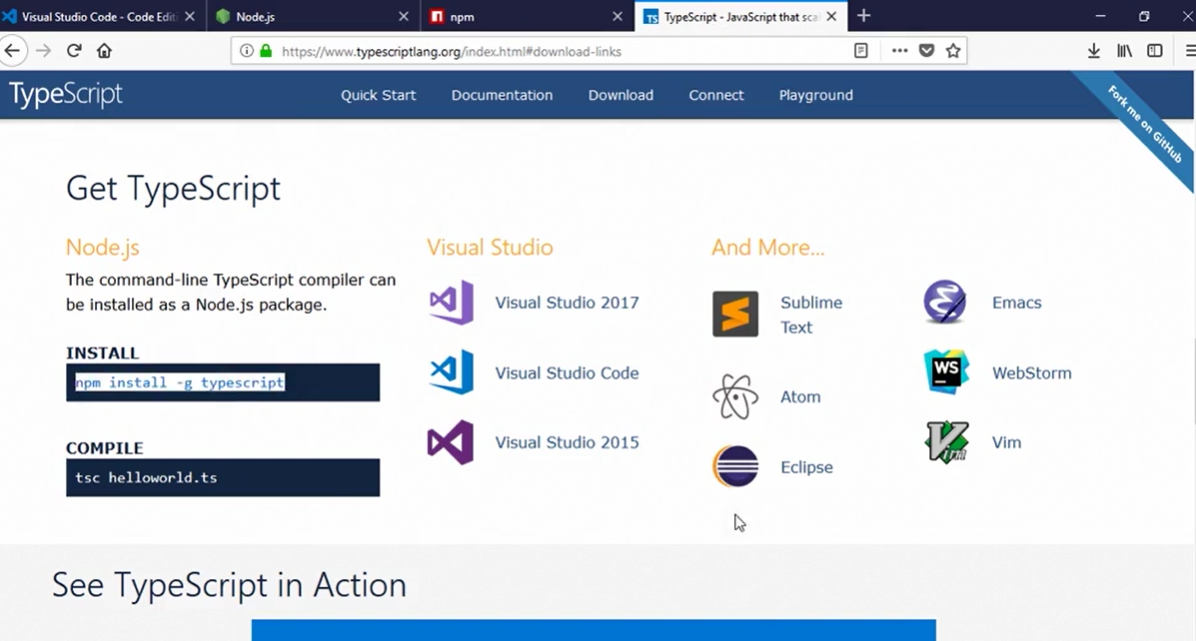 Visual Studio Code - Code Edit
Node.js
npm
TypeScript - JavaScript that sca
https://www.typescriptlang.org/index.html#download-links
TypeScript
Quick Start
Documentation
Download
Connect
Playground
Fork me on GitHub
Get TypeScript
Node.js
The command-line TypeScript compiler can
be installed as a Node.js package.
INSTALL
npm install -g typescript
COMPILE
tsc helloworld.ts
Visual Studio
Visual Studio 2017
Visual Studio Code
Visual Studio 2015
And More...
Sublime
Text
Atom
Eclipse
Emacs
WS
WebStorm
Vim
See TypeScript in Action